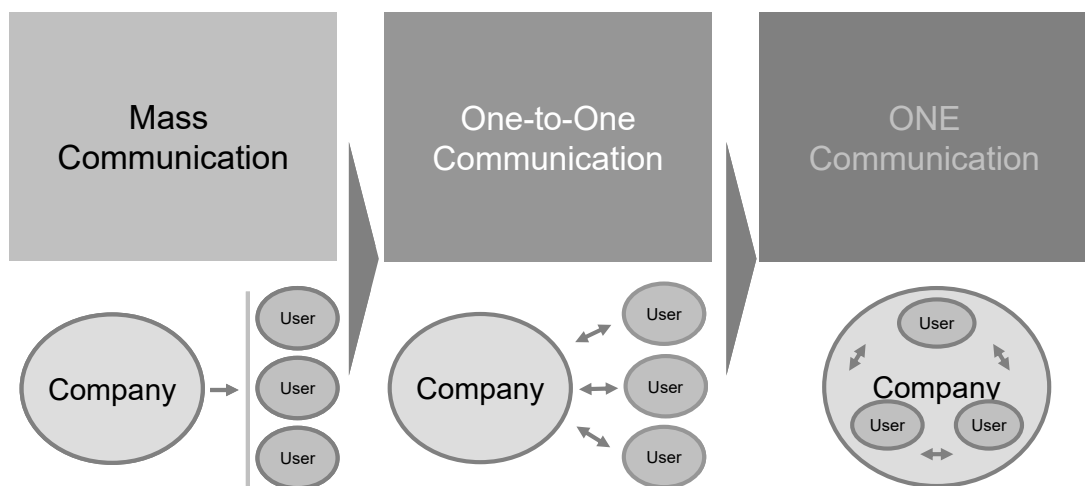 Mass
Communication
One-to-One
Communication
ONE
Communication
Company
User
User
User
Company
User
User
User
User
Company
User
User